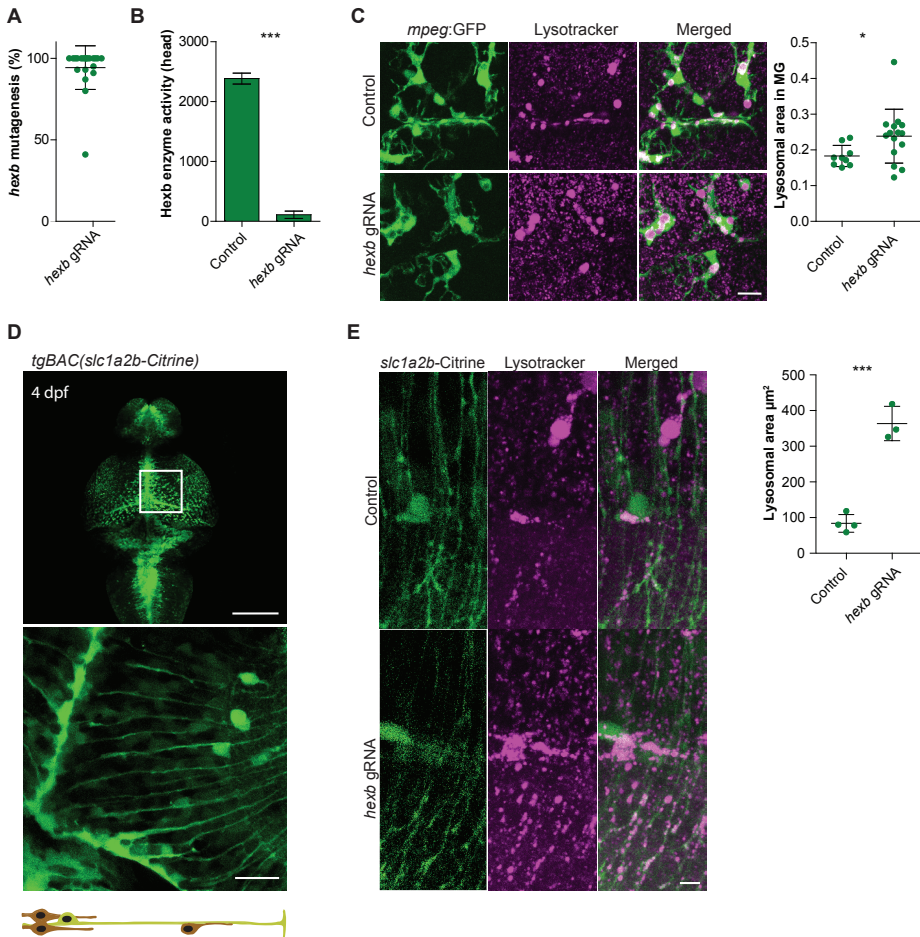 A
hexb mutagenesis (%)
100
50
0
hexb gRNA
B
***
Hexb enzyme activity (head)
3000
2000
1000
0
Control
hexb gRNA
C
mpeg:GFP Lysotracker Merged
Control
hexb gRNA
*
Lysosomal area in MG
0.5
0.4
0.3
0.2
0.1
0.0
Control
hexb gRNA
D
tgBAC(slc1a2b-Citrine)
4 dpf
E
slc1a2b-Citrine Lysotracker Merged
Control
hexb gRNA
***
Lysosomal area µm²
500
400
300
200
100
0
Control
hexb gRNA